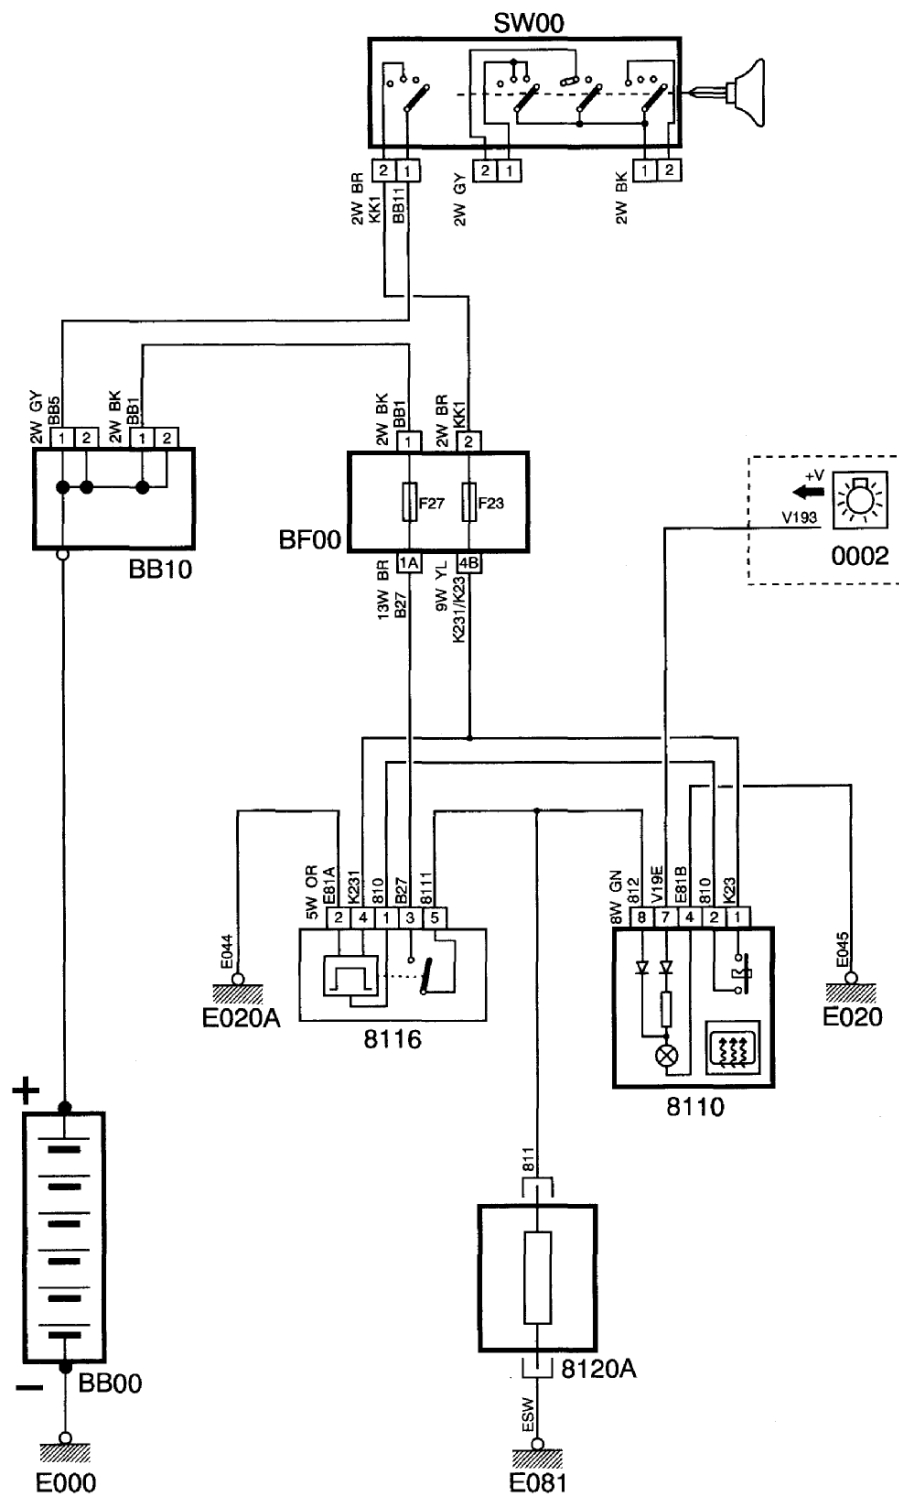 SW00
2 1
2 1
1 2
2W BR
KK1
BB11
2W GY
2W BK
2W GY
BB5
2W BK
BB1
2W BK
BB1
2W BR
KK1
1 2
1 2
1
2
F27
F23
BB10
BF00
1A
4B
13W BR
B27
9W YL
K231/K23
+V
V193
0002
5W OR
E81A
K231
810
B27
8111
8W GN
812
V19E
E81B
810
K23
2 4 1 3 5
8 7 4 2 1
E044
E020A
8116
E045
E020
8110
+
811
8120A
−
BB00
ESW
E000
E081